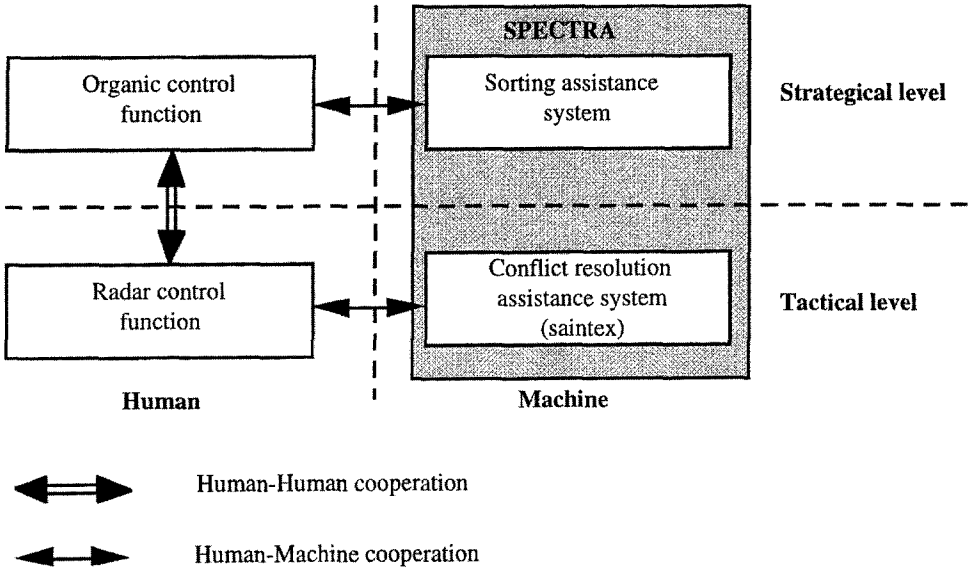 SPECTRA
Organic control
function
Sorting assistance
system
Strategical level
Radar control
function
Conflict resolution
assistance system
(saintex)
Tactical level
Human
Machine
Human-Human cooperation
Human-Machine cooperation